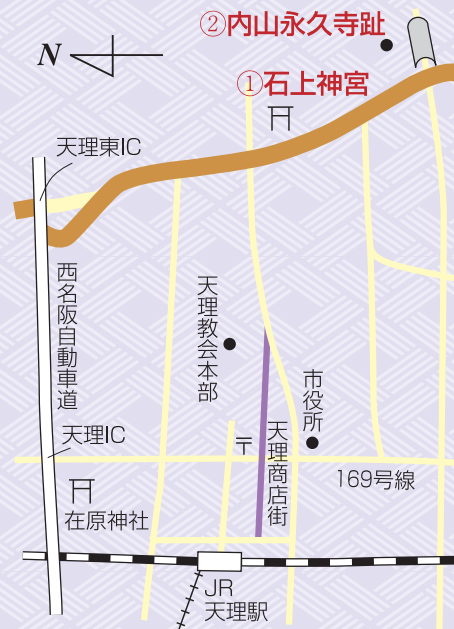 ②内山永久寺趾
N
①石上神宮
天理東IC
西名阪自動車道
天理教会本部
市役所
天理IC
〒
天理商店街
169号線
在原神社
JR
天理駅